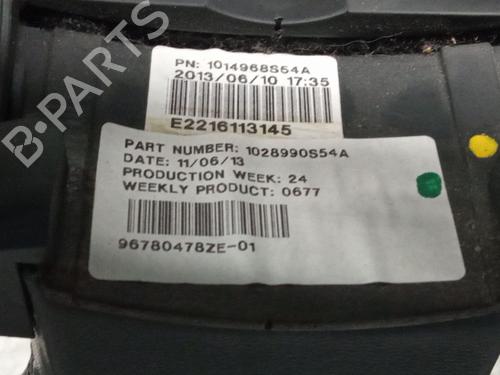 PN: 1014968S54A
2013/06/10 17:35
E2216113145
PART NUMBER: 1028990S54A
DATE: 11/06/13
PRODUCTION WEEK: 24
WEEKLY PRODUCT: 0677
96780478ZE-01
B-PARTS